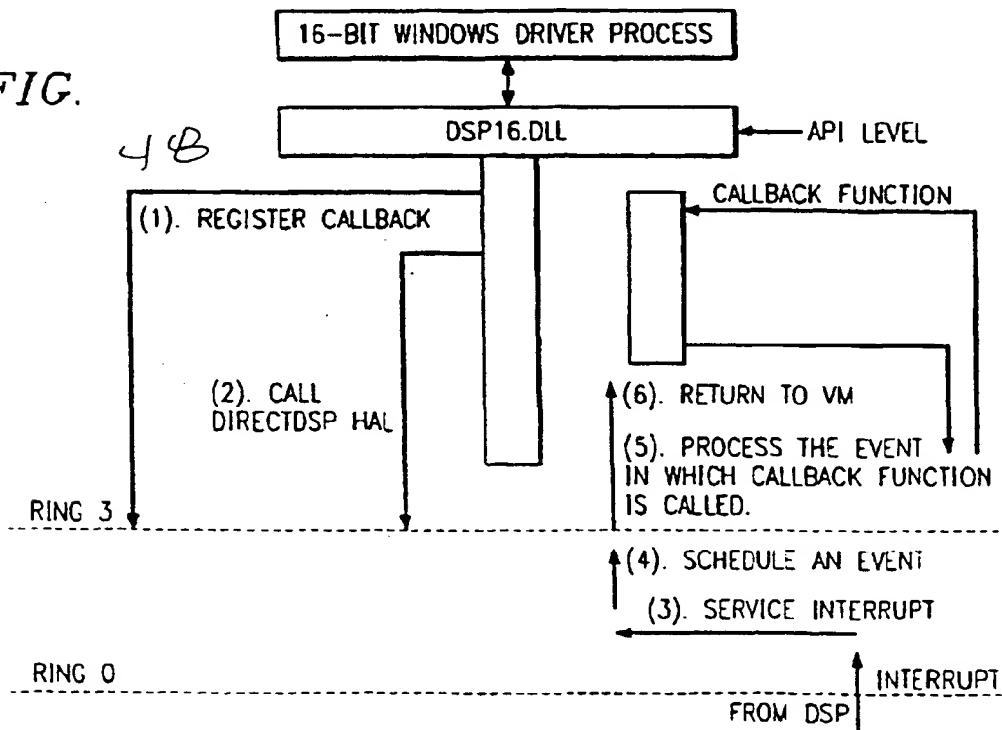 16-BIT WINDOWS DRIVER PROCESS
FIG.
48
DSP16.DLL
API LEVEL
(1). REGISTER CALLBACK
CALLBACK FUNCTION
(2). CALL
DIRECTDSP HAL
(6). RETURN TO VM
(5). PROCESS THE EVENT
IN WHICH CALLBACK FUNCTION
IS CALLED.
RING 3
(4). SCHEDULE AN EVENT
(3). SERVICE INTERRUPT
RING 0
INTERRUPT
FROM DSP